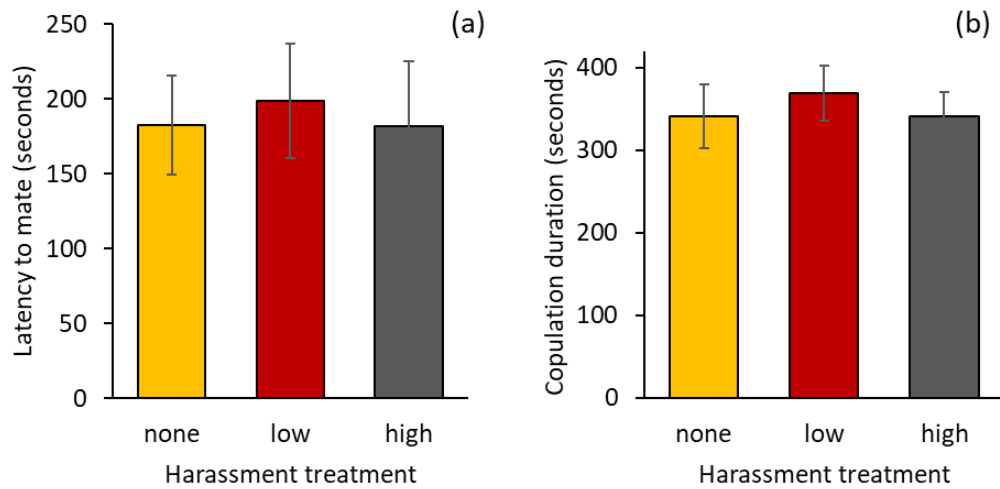 (a)
Latency to mate (seconds)
250
200
150
100
50
0
none low high
Harassment treatment
(b)
Copulation duration (seconds)
400
300
200
100
0
none low high
Harassment treatment